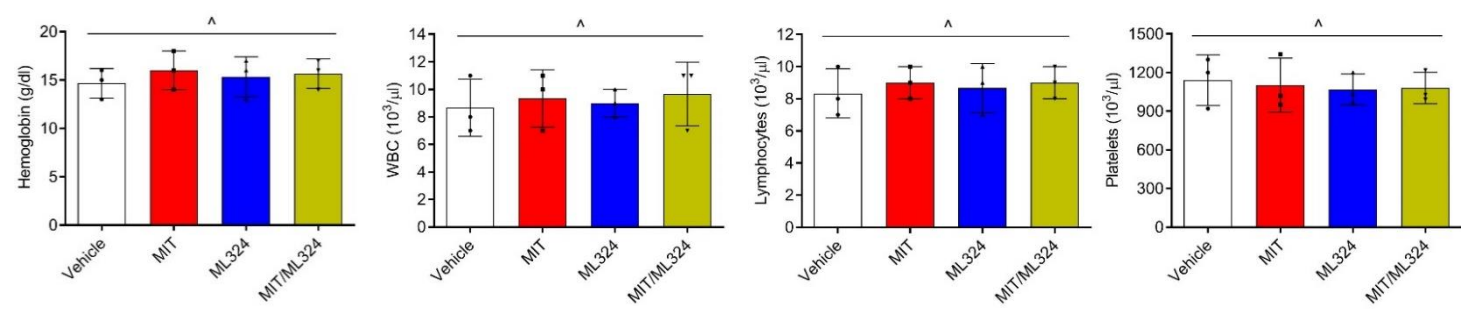 ^
Hemoglobin (g/dl)
20
15
10
5
0
Vehicle
MIT
ML324
MIT/ML324
^
WBC (10³/µl)
14
12
10
8
6
4
2
0
Vehicle
MIT
ML324
MIT/ML324
^
Lymphocytes (10³/µl)
12
10
8
6
4
2
0
Vehicle
MIT
ML324
MIT/ML324
^
Platelets (10³/µl)
1500
1200
900
600
300
0
Vehicle
MIT
ML324
MIT/ML324